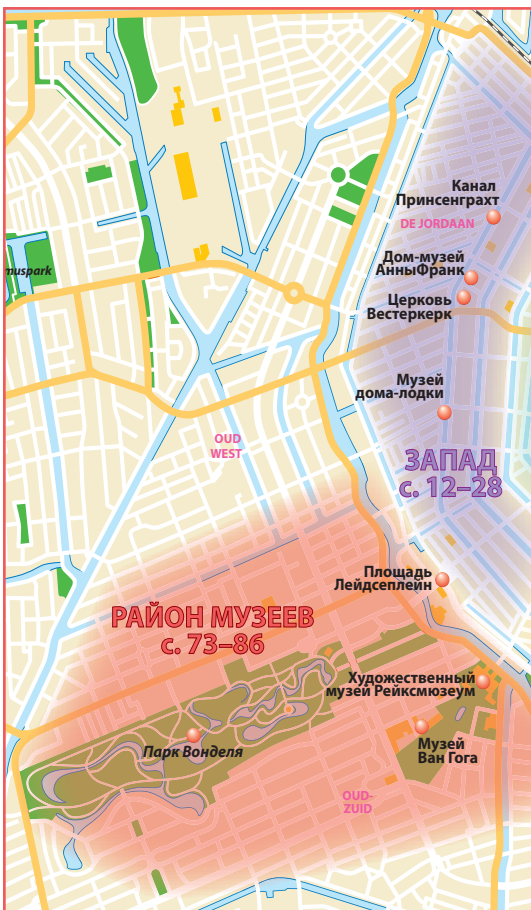 Канал
Принсенграхт
DE JORDAAN
Дом-музей
АнныФранк
muspark
Церковь
Вестеркерк
Музей
дома-лодки
OUD
WEST
ЗАПАД
с. 12–28
Площадь
Лейдсеплейн
РАЙОН МУЗЕЕВ
с. 73–86
Художественный
музей Рейксмюзеум
Парк Вонделя
Музей
Ван Гога
OUD-
ZUID